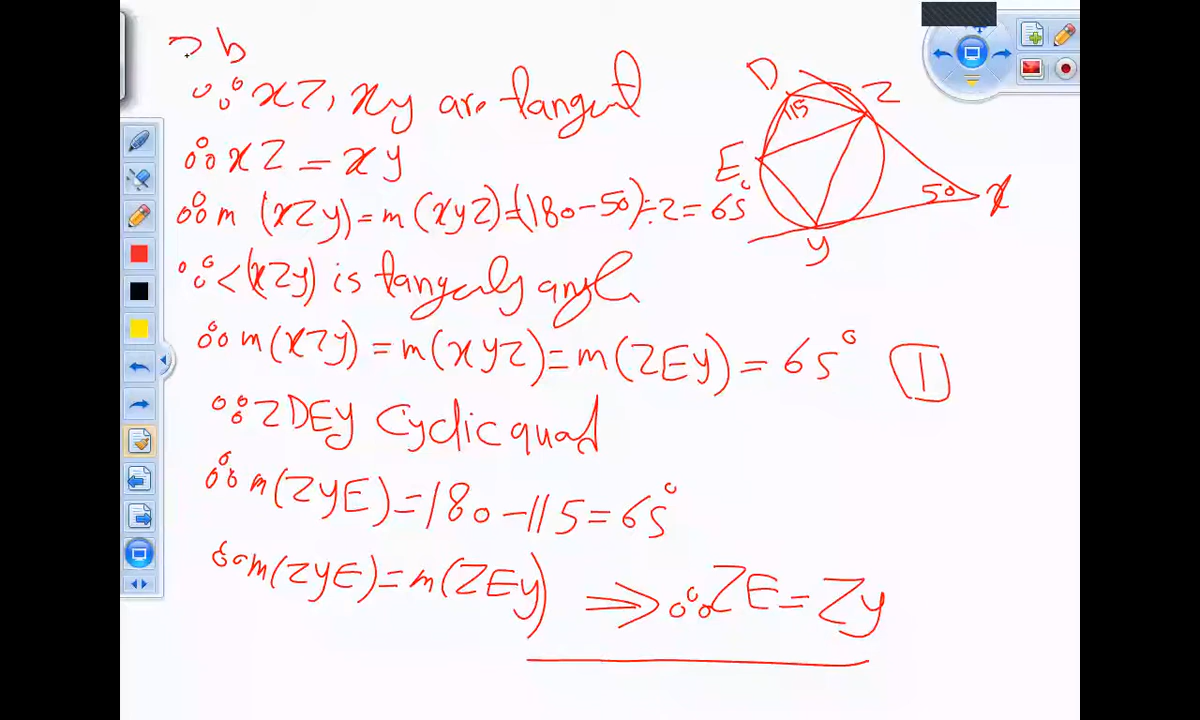 b
∵ XZ, XY are tangent
∴ XZ = XY
∴ m (XZY) = m (XYZ) = (180 - 50) ÷ 2 = 65°
∵ < (XZY) is tangenly angle
∴ m (XZY) = m (XYZ) = m (ZEY) = 65° 1
∵ ZDEY Cyclic quad
∴ m (ZYE) = 180 - 115 = 65°
∴ m (ZYE) = m (ZEY) ⇒ ∴ ZE = ZY
D
Z
115
E
50
X
Y